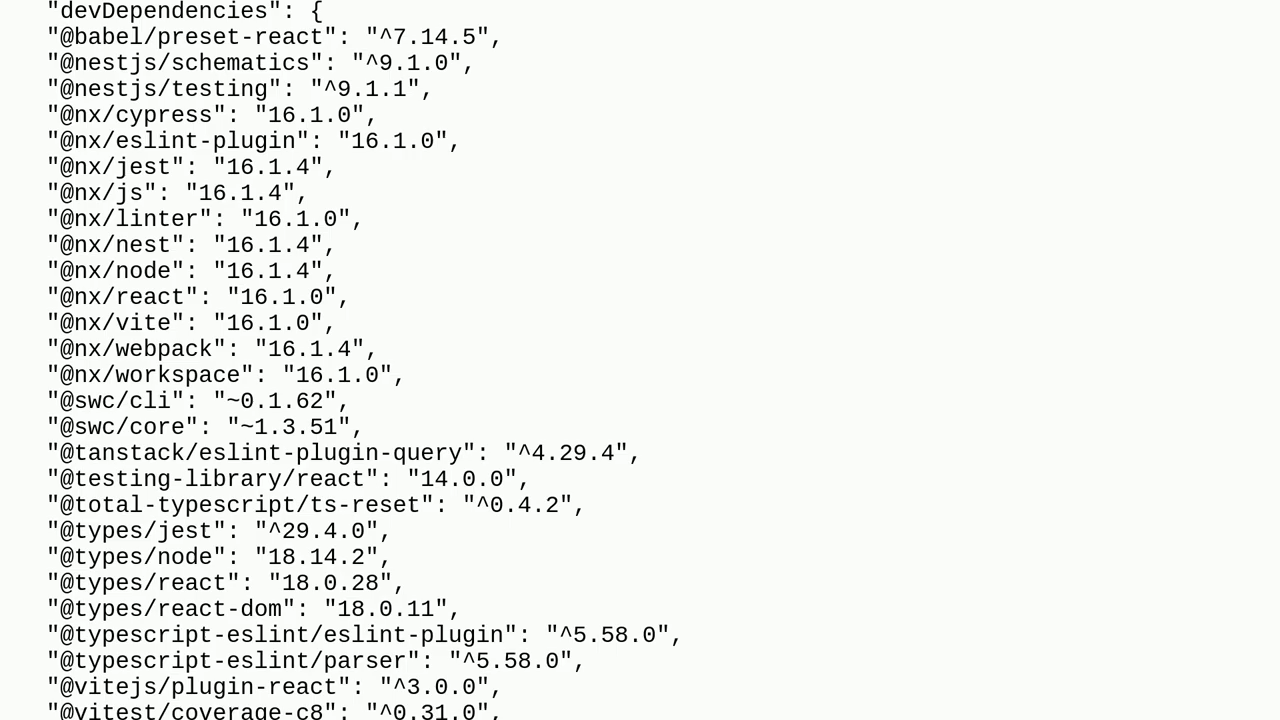 "devDependencies": {
"@babel/preset-react": "^7.14.5",
"@nestjs/schematics": "^9.1.0",
"@nestjs/testing": "^9.1.1",
"@nx/cypress": "16.1.0",
"@nx/eslint-plugin": "16.1.0",
"@nx/jest": "16.1.4",
"@nx/js": "16.1.4",
"@nx/linter": "16.1.0",
"@nx/nest": "16.1.4",
"@nx/node": "16.1.4",
"@nx/react": "16.1.0",
"@nx/vite": "16.1.0",
"@nx/webpack": "16.1.4",
"@nx/workspace": "16.1.0",
"@swc/cli": "~0.1.62",
"@swc/core": "~1.3.51",
"@tanstack/eslint-plugin-query": "^4.29.4",
"@testing-library/react": "14.0.0",
"@total-typescript/ts-reset": "^0.4.2",
"@types/jest": "^29.4.0",
"@types/node": "18.14.2",
"@types/react": "18.0.28",
"@types/react-dom": "18.0.11",
"@typescript-eslint/eslint-plugin": "^5.58.0",
"@typescript-eslint/parser": "^5.58.0",
"@vitejs/plugin-react": "^3.0.0",
"@vitest/coverage-c8": "^0.31.0",